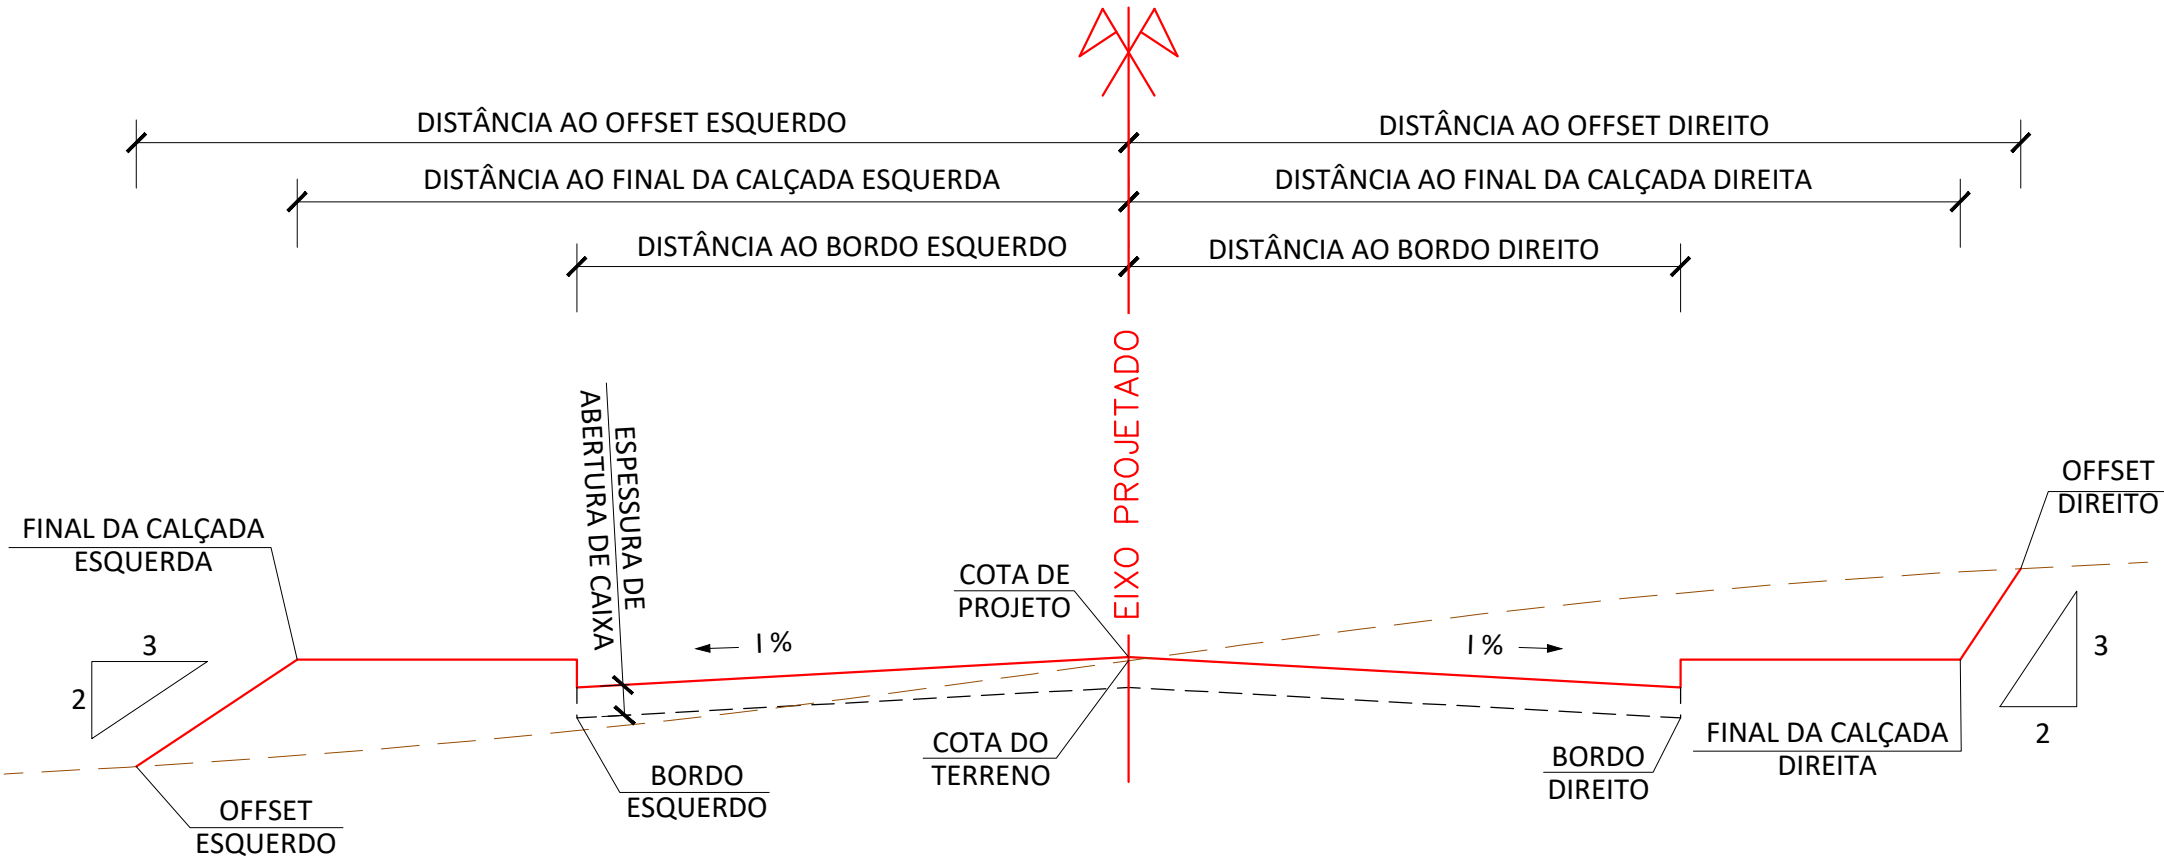 DISTÂNCIA AO OFFSET ESQUERDO
DISTÂNCIA AO OFFSET DIREITO
DISTÂNCIA AO FINAL DA CALÇADA ESQUERDA
DISTÂNCIA AO FINAL DA CALÇADA DIREITA
DISTÂNCIA AO BORDO ESQUERDO
DISTÂNCIA AO BORDO DIREITO
EIXO PROJETADO
ESPESSURA DE
ABERTURA DE CAIXA
OFFSET
DIREITO
FINAL DA CALÇADA
ESQUERDA
COTA DE
PROJETO
3
2
I %
I %
3
2
COTA DO
TERRENO
FINAL DA CALÇADA
DIREITA
BORDO
DIREITO
BORDO
ESQUERDO
OFFSET
ESQUERDO